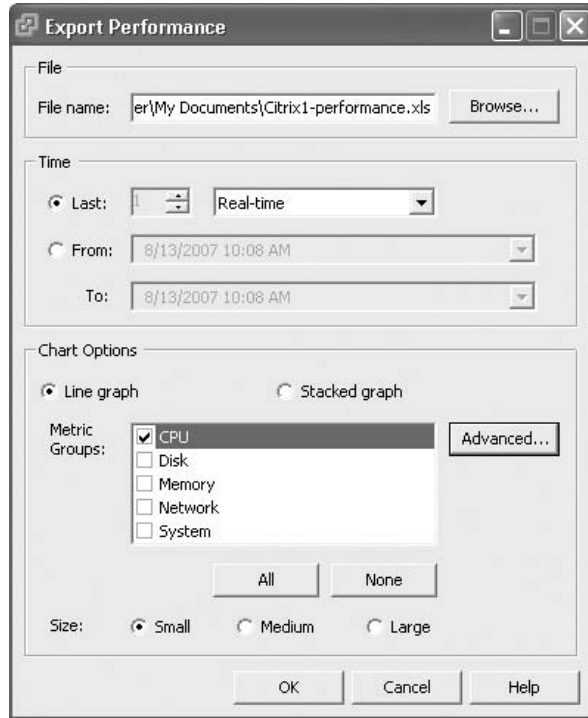 Export Performance
File
File name: er\My Documents\Citrix1-performance.xls Browse...
Time
Last: 1 Real-time
From: 8/13/2007 10:08 AM
To: 8/13/2007 10:08 AM
Chart Options
Line graph Stacked graph
Metric Groups:
CPU
Disk
Memory
Network
System
Advanced...
All None
Size: Small Medium Large
OK Cancel Help